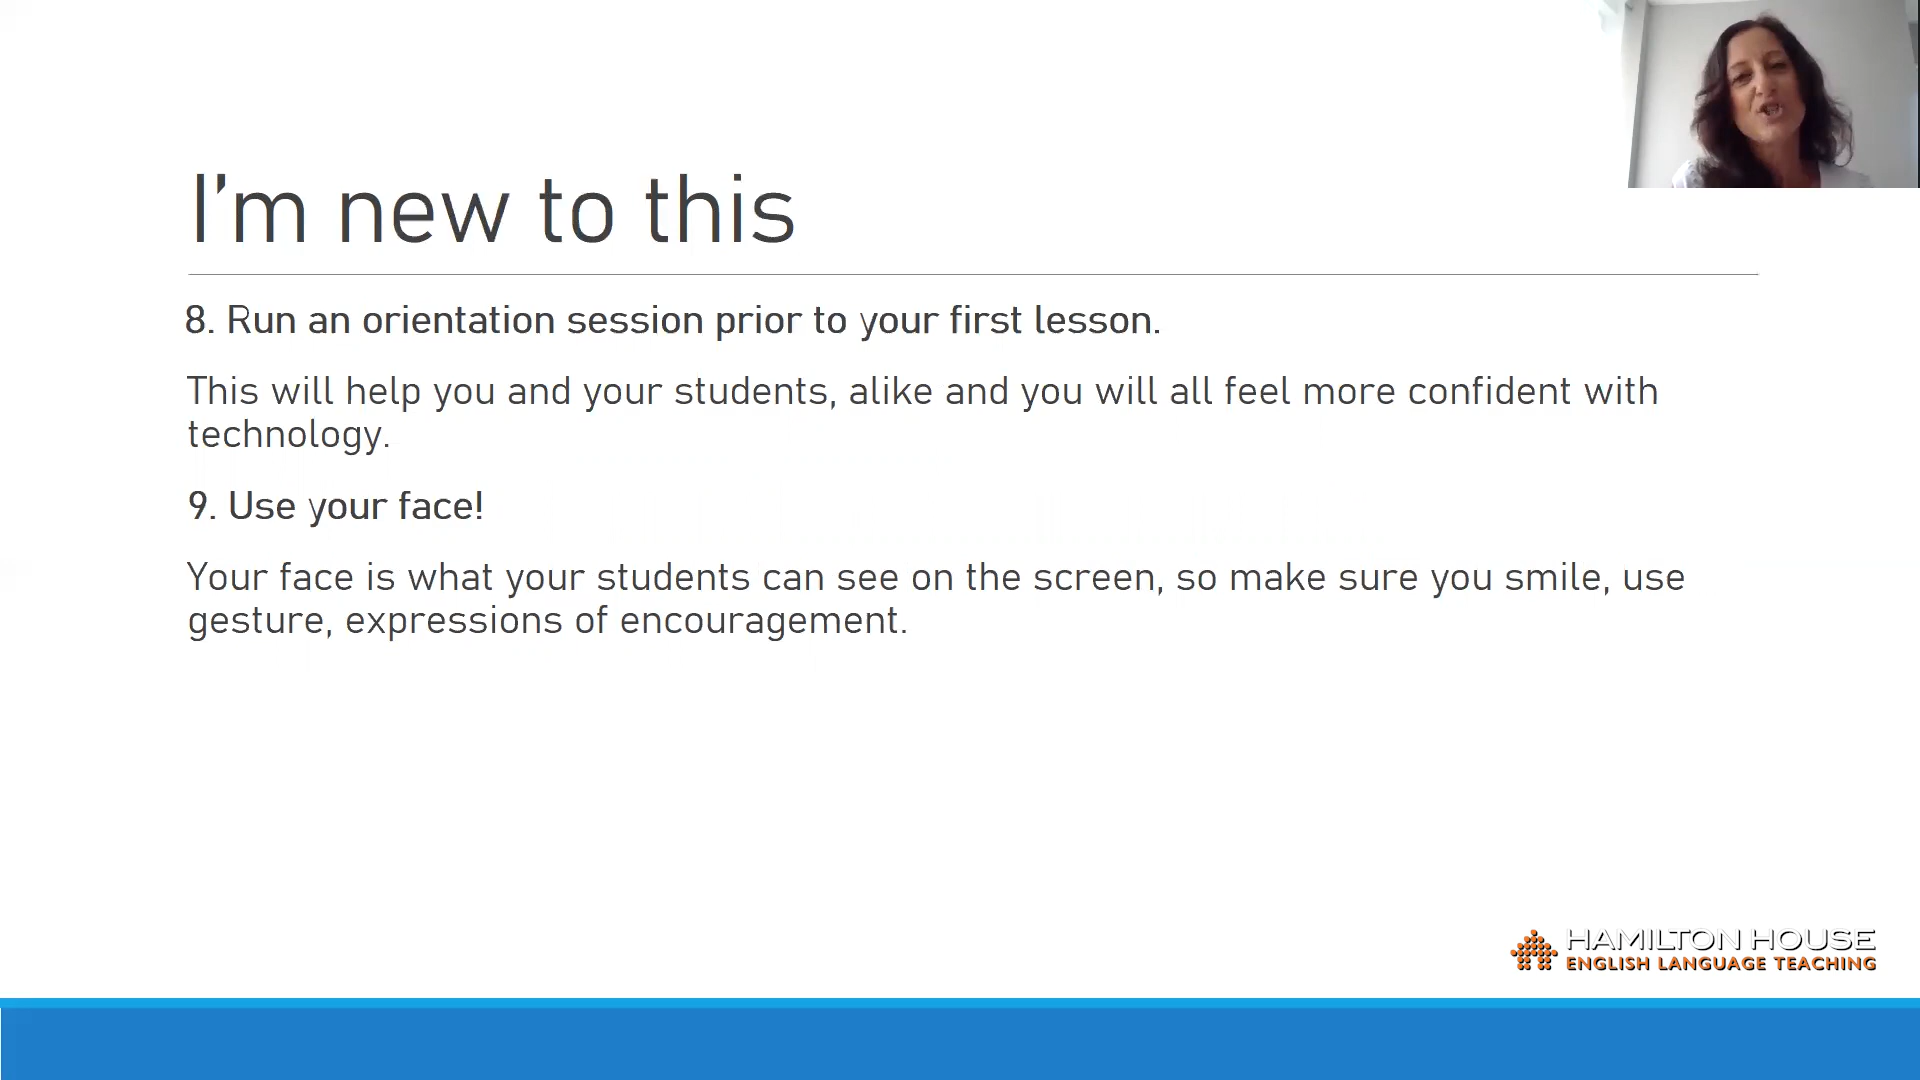 I'm new to this
8. Run an orientation session prior to your first lesson.
This will help you and your students, alike and you will all feel more confident with
technology.
9. Use your face!
Your face is what your students can see on the screen, so make sure you smile, use
gesture, expressions of encouragement.
HAMILTON HOUSE
ENGLISH LANGUAGE TEACHING